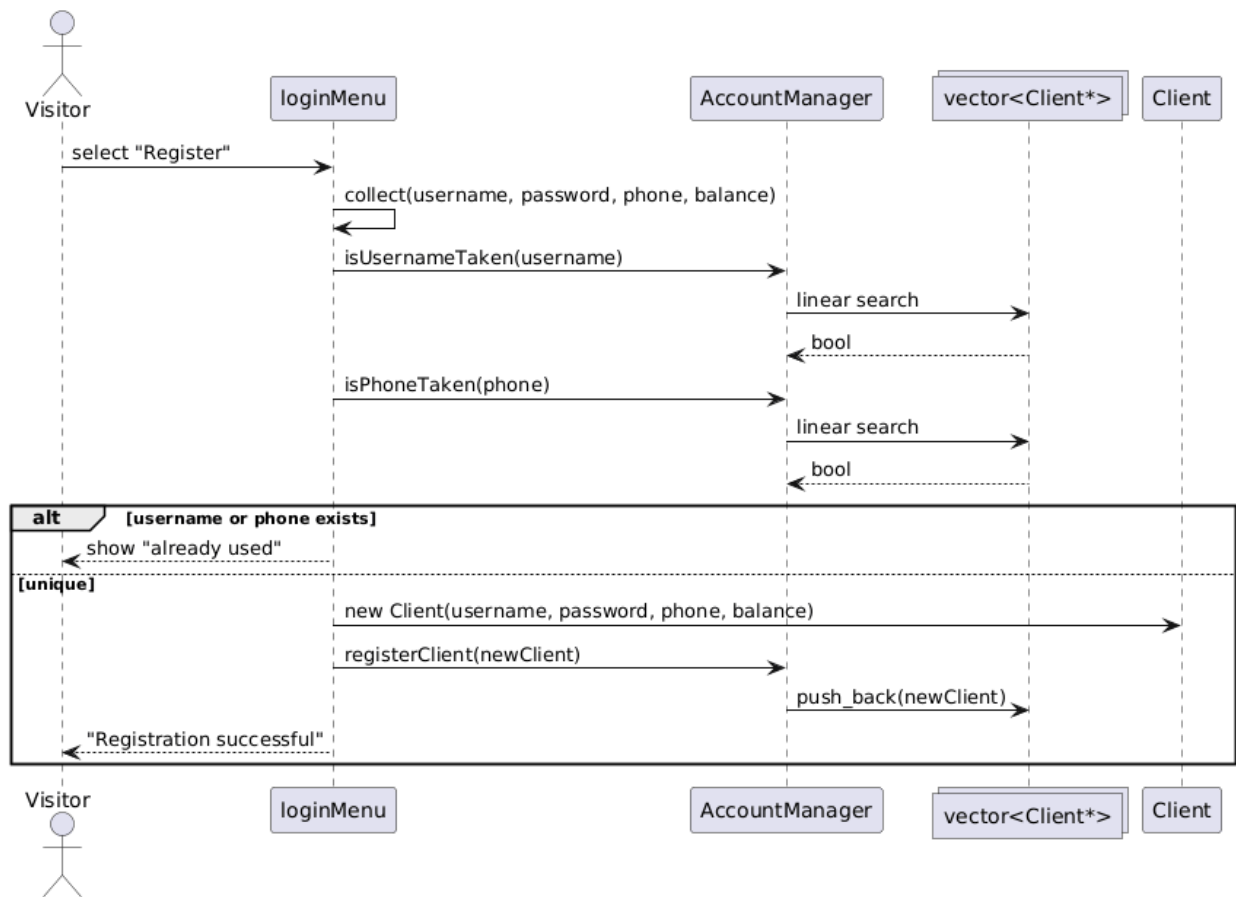 Visitor
loginMenu
AccountManager
vector<Client*>
Client
select "Register"
collect(username, password, phone, balance)
isUsernameTaken(username)
linear search
bool
isPhoneTaken(phone)
linear search
bool
alt
[username or phone exists]
show "already used"
[unique]
new Client(username, password, phone, balance)
registerClient(newClient)
push_back(newClient)
"Registration successful"
Visitor
loginMenu
AccountManager
vector<Client*>
Client